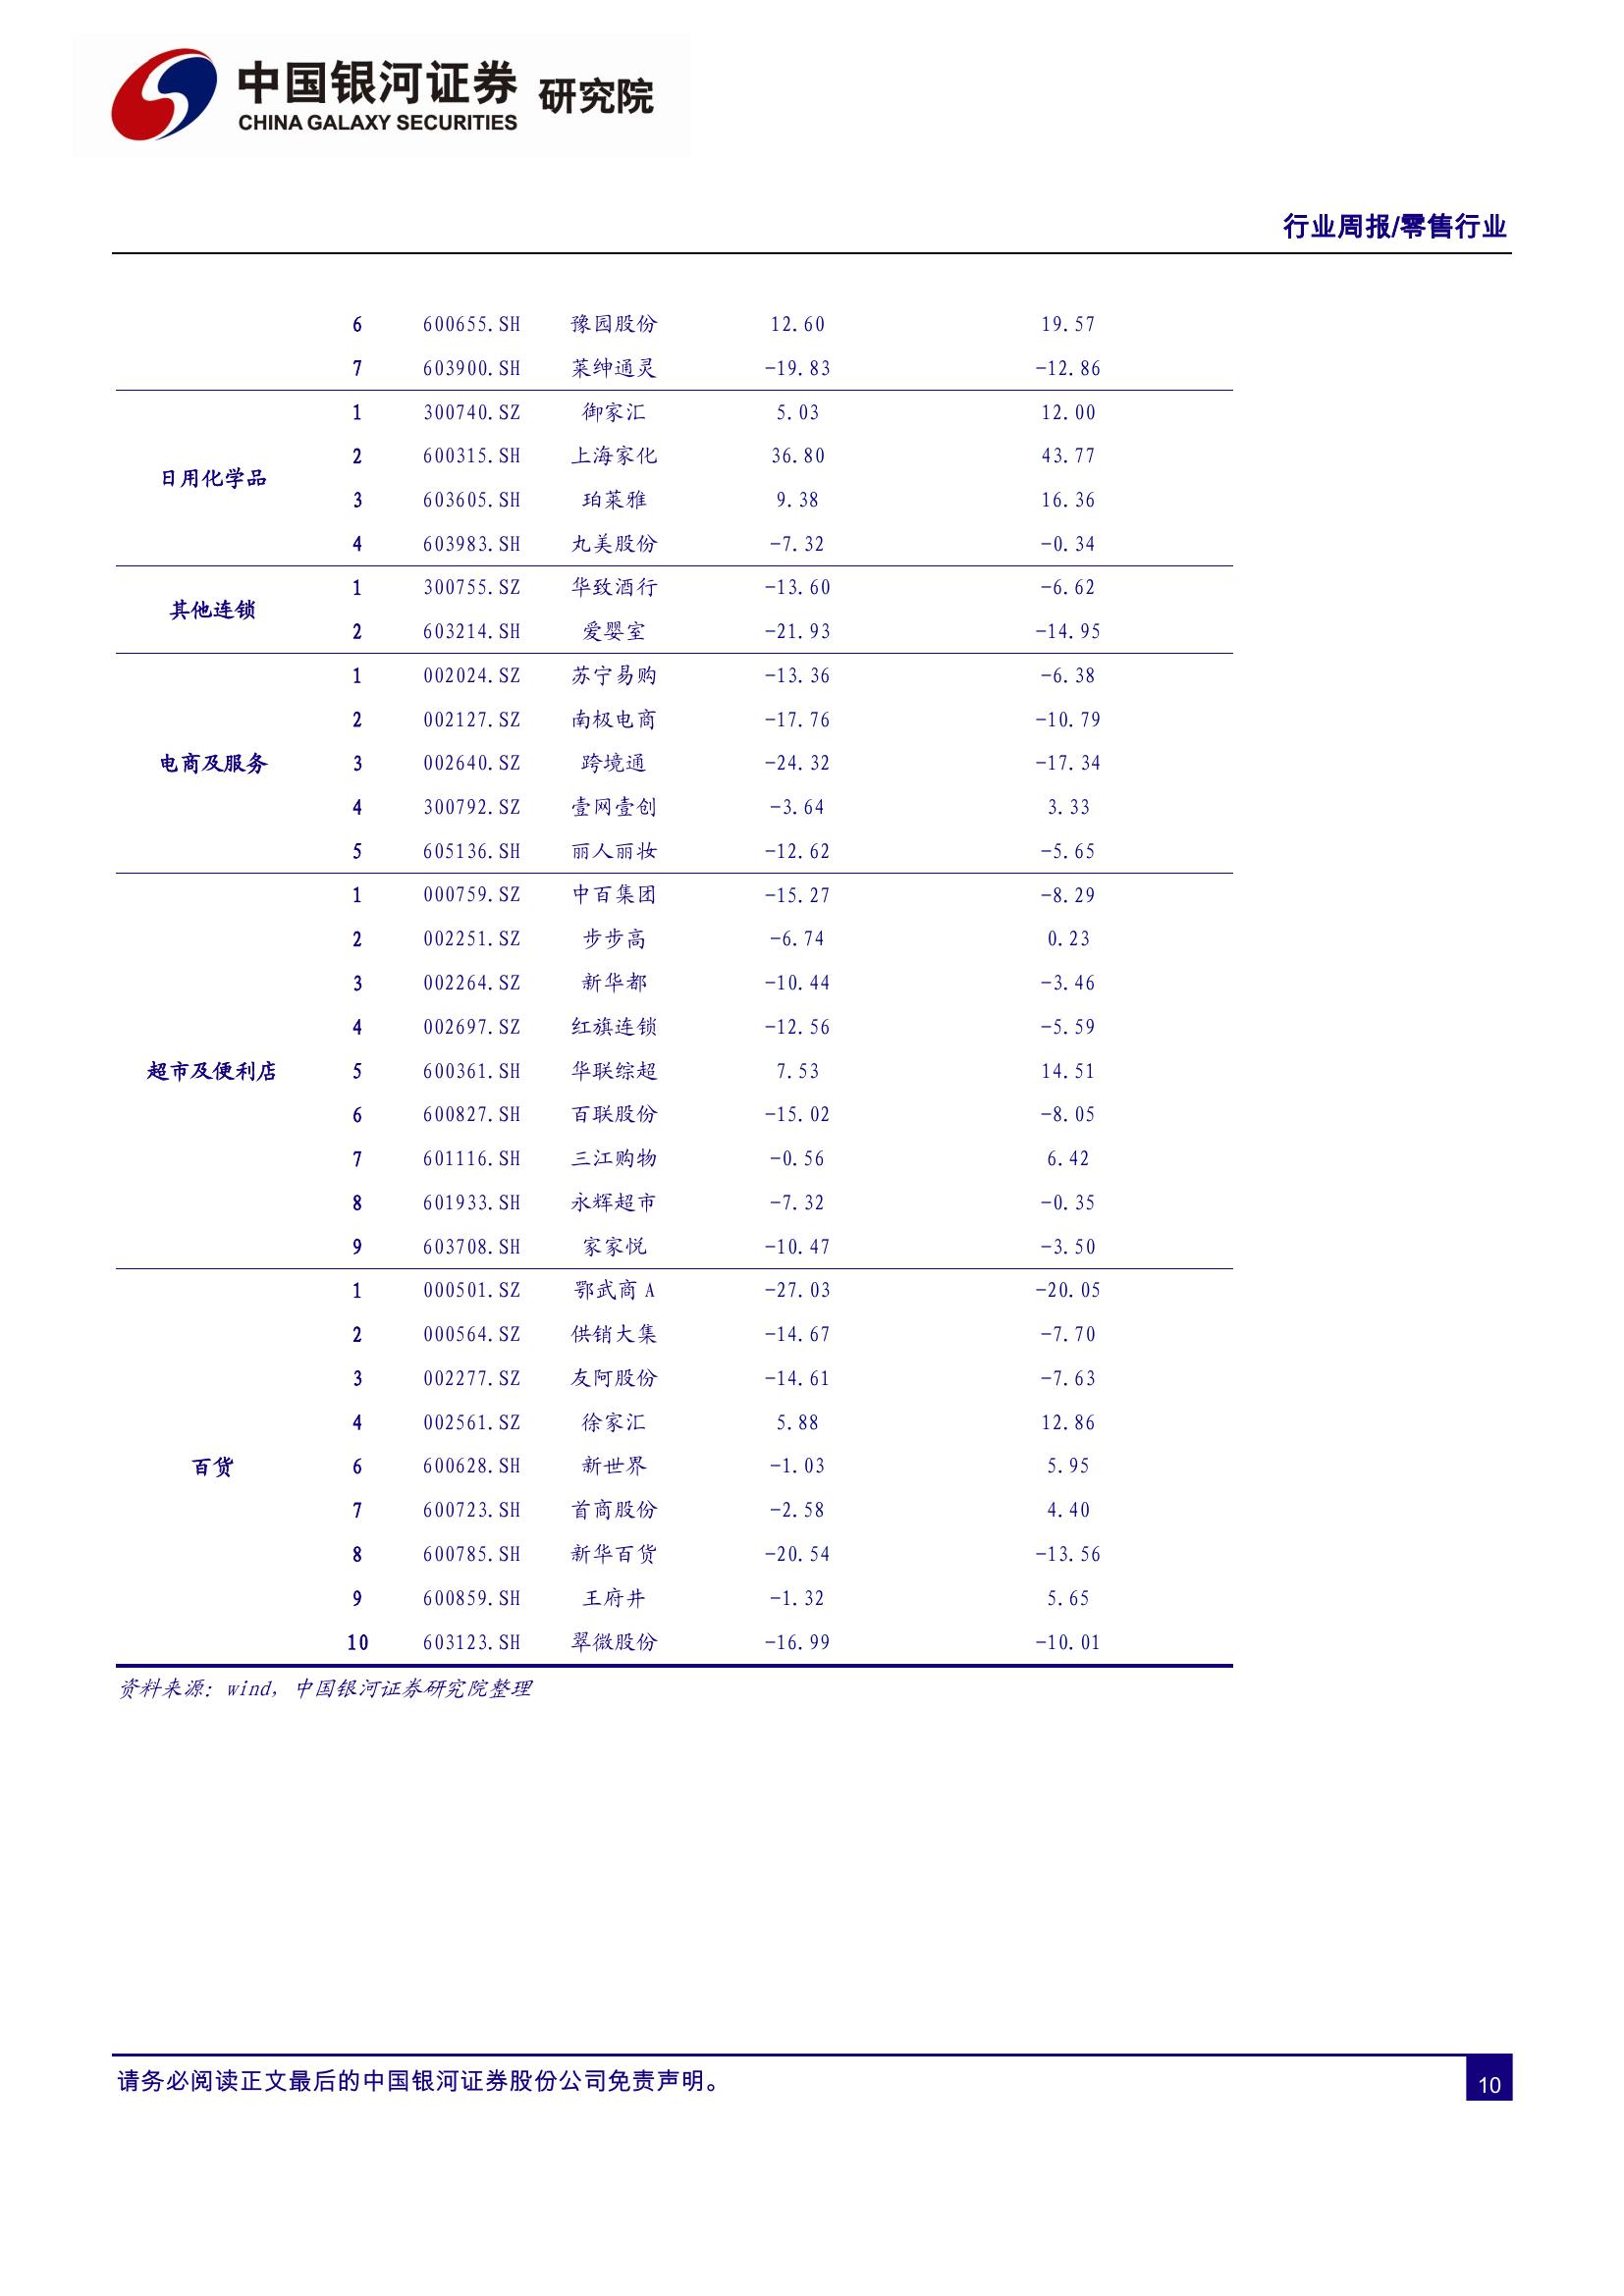 中国银河证券 研究院
CHINA GALAXY SECURITIES
行业周报/零售行业
6 600655.SH 豫园股份 12.60 19.57
7 603900.SH 莱绅通灵 -19.83 -12.86
1 300740.SZ 御家汇 5.03 12.00
2 600315.SH 上海家化 36.80 43.77
日用化学品
3 603605.SH 珀莱雅 9.38 16.36
4 603983.SH 丸美股份 -7.32 -0.34
1 300755.SZ 华致酒行 -13.60 -6.62
其他连锁
2 603214.SH 爱婴室 -21.93 -14.95
1 002024.SZ 苏宁易购 -13.36 -6.38
2 002127.SZ 南极电商 -17.76 -10.79
电商及服务 3 002640.SZ 跨境通 -24.32 -17.34
4 300792.SZ 壹网壹创 -3.64 3.33
5 605136.SH 丽人丽妆 -12.62 -5.65
1 000759.SZ 中百集团 -15.27 -8.29
2 002251.SZ 步步高 -6.74 0.23
3 002264.SZ 新华都 -10.44 -3.46
4 002697.SZ 红旗连锁 -12.56 -5.59
超市及便利店 5 600361.SH 华联综超 7.53 14.51
6 600827.SH 百联股份 -15.02 -8.05
7 601116.SH 三江购物 -0.56 6.42
8 601933.SH 永辉超市 -7.32 -0.35
9 603708.SH 家家悦 -10.47 -3.50
1 000501.SZ 鄂武商 A -27.03 -20.05
2 000564.SZ 供销大集 -14.67 -7.70
3 002277.SZ 友阿股份 -14.61 -7.63
4 002561.SZ 徐家汇 5.88 12.86
百货 6 600628.SH 新世界 -1.03 5.95
7 600723.SH 首商股份 -2.58 4.40
8 600785.SH 新华百货 -20.54 -13.56
9 600859.SH 王府井 -1.32 5.65
10 603123.SH 翠微股份 -16.99 -10.01
资料来源：wind，中国银河证券研究院整理
请务必阅读正文最后的中国银河证券股份公司免责声明。
10